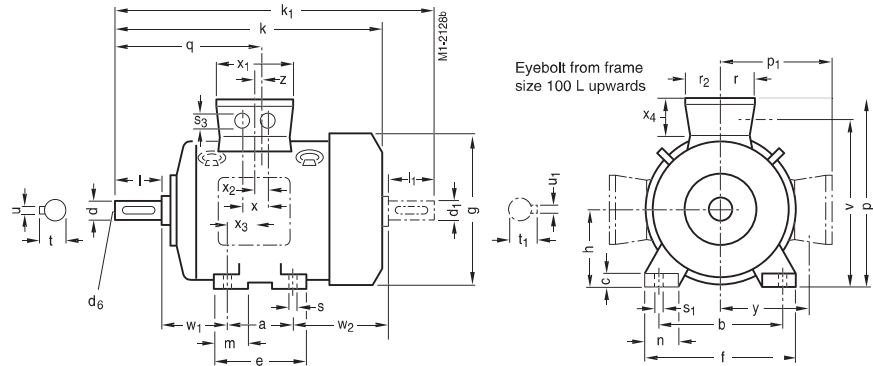 k₁
k
q
x₁
z
M1-2128b
Eyebolt from frame
size 100 L upwards
p₁
r₂ r
x₄
s₃
l
l₁
x₂
x
x₃
u
t
d
d₁
g
u₁
t₁
d₆
h
c
v
p
s
w₁
a
w₂
m
e
s₁
y
b
n
f